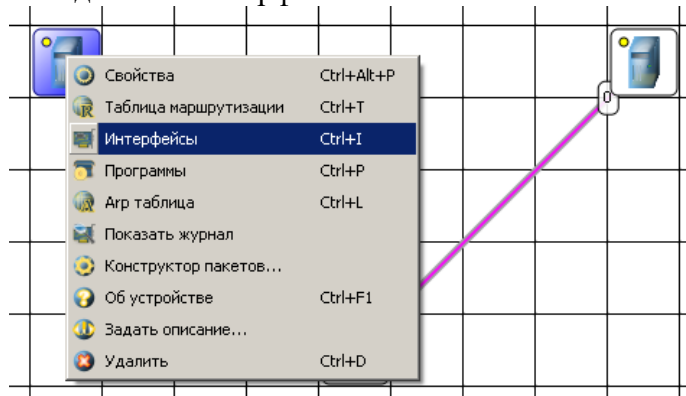 Свойства Ctrl+Alt+P
Таблица маршрутизации Ctrl+T
0
Интерфейсы Ctrl+I
Программы Ctrl+P
Arp таблица Ctrl+L
Показать журнал
Конструктор пакетов...
Об устройстве Ctrl+F1
Задать описание...
Удалить Ctrl+D